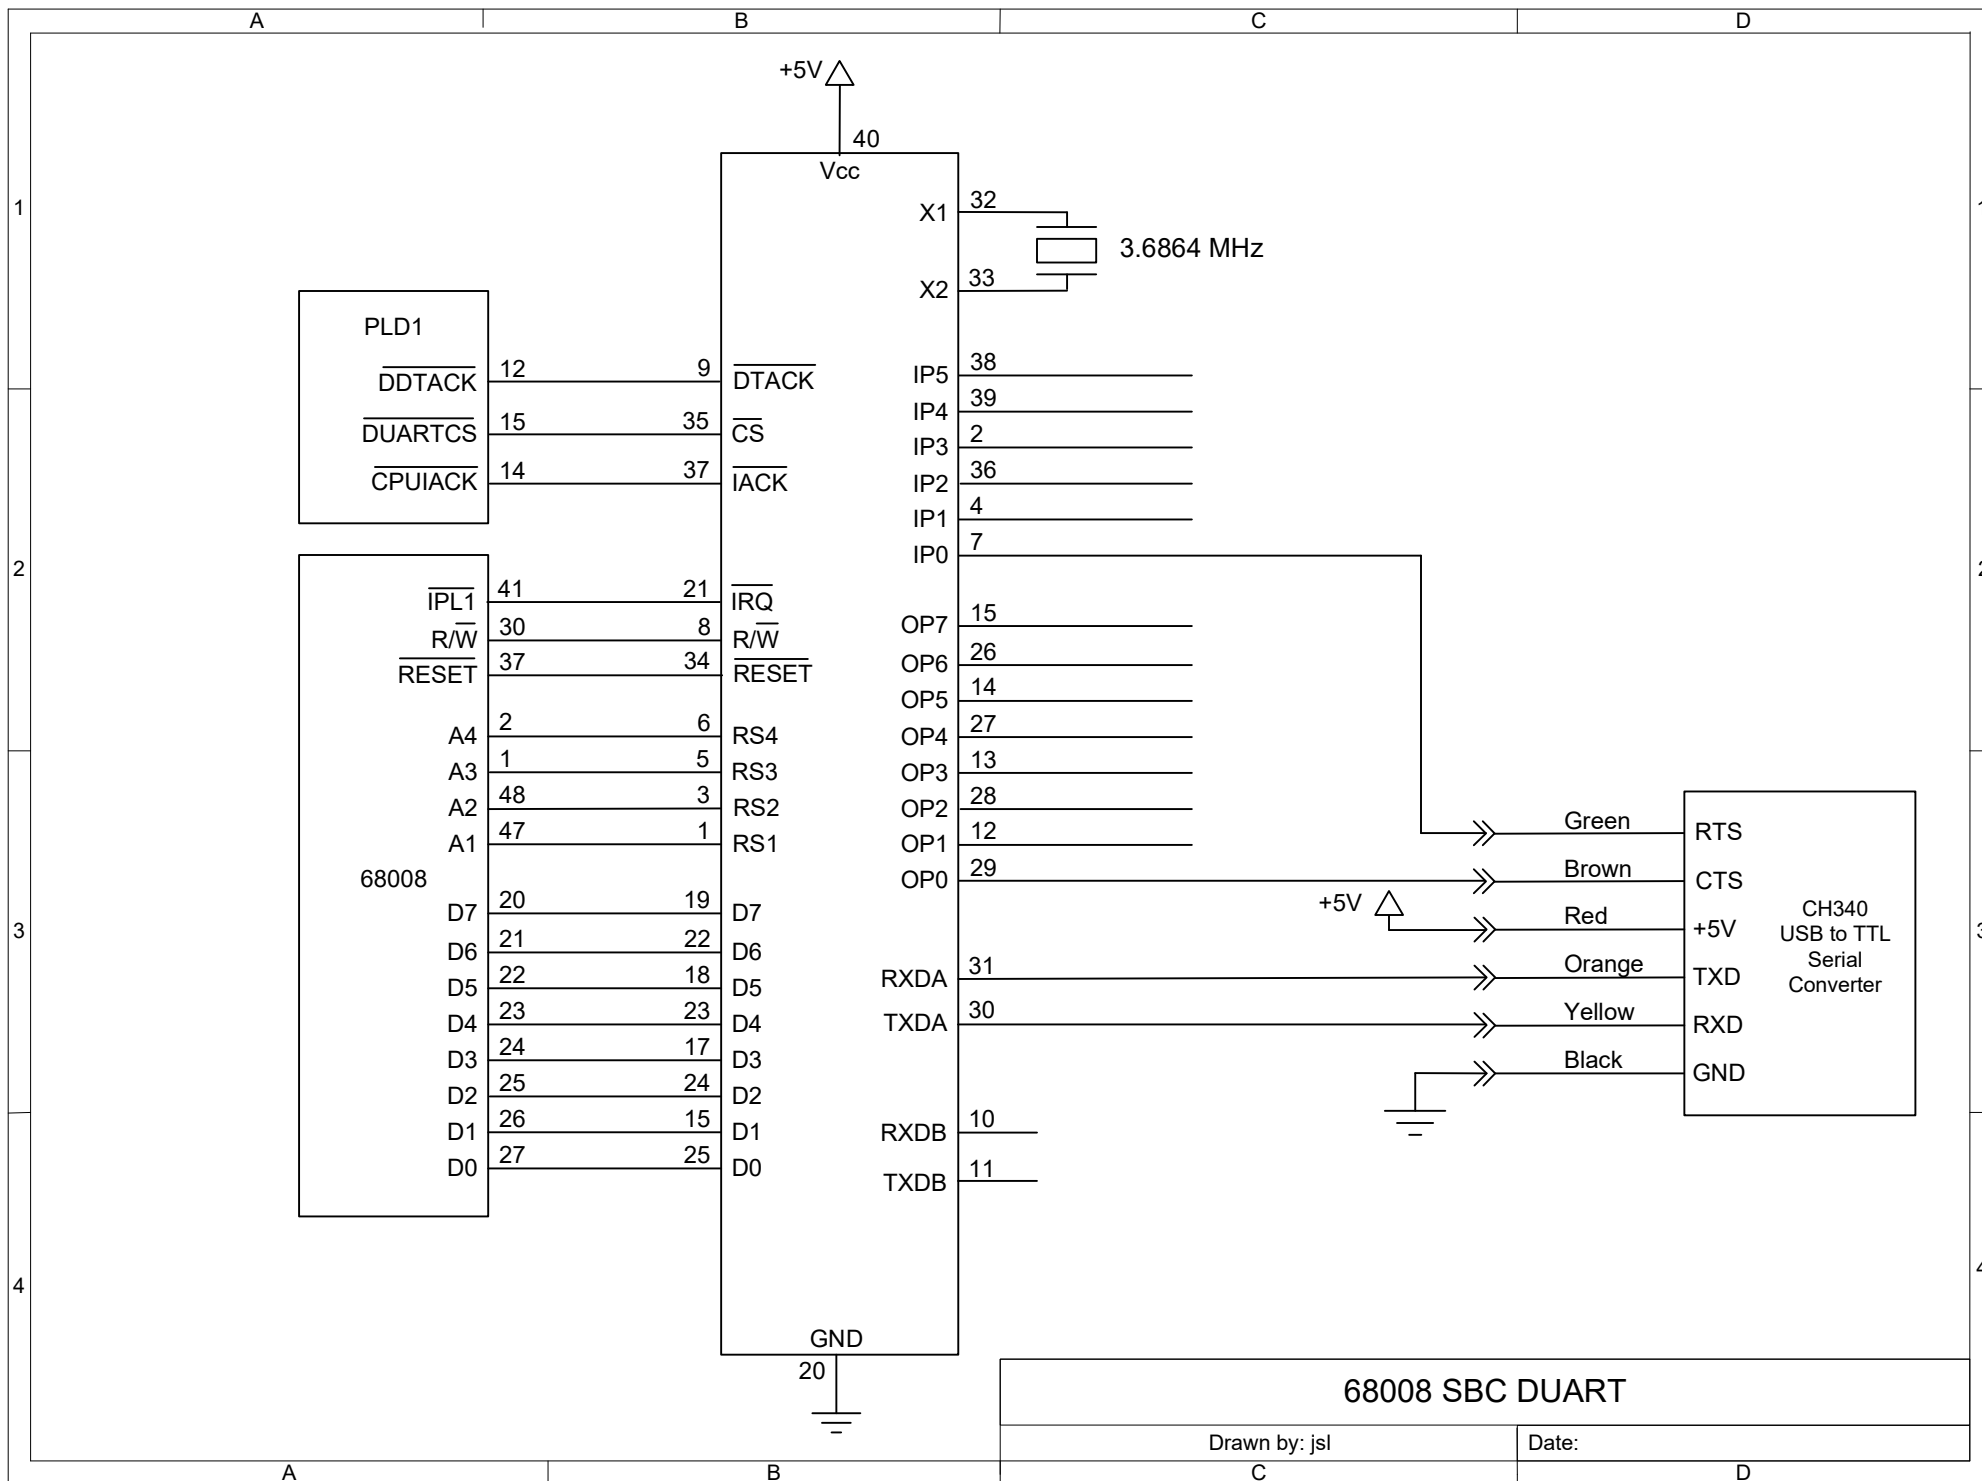 A B C D
+5V
40
Vcc
1
X1 32
3.6864 MHz
X2 33
PLD1
DDTACK 12 9 DTACK
DUARTCS 15 35 CS
CPUIACK 14 37 IACK
IP5 38
IP4 39
IP3 2
IP2 36
IP1 4
IP0 7
2
IPL1 41 21 IRQ
R/W 30 8 R/W
RESET 37 34 RESET
A4 2 6 RS4
A3 1 5 RS3
A2 48 3 RS2
A1 47 1 RS1
68008
OP7 15
OP6 26
OP5 14
OP4 27
OP3 13
OP2 28
OP1 12
OP0 29
D7 20 19 D7
D6 21 22 D6
D5 22 18 D5
D4 23 23 D4
D3 24 17 D3
D2 25 24 D2
D1 26 15 D1
D0 27 25 D0
3
RXDA 31
TXDA 30
RXDB 10
TXDB 11
+5V
Green RTS
Brown CTS
Red +5V
Orange TXD
Yellow RXD
Black GND
CH340
USB to TTL
Serial
Converter
4
GND
20
68008 SBC DUART
Drawn by: jsl Date:
A B C D